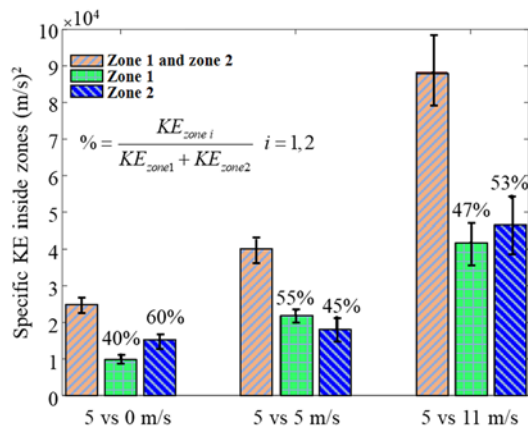 ×10⁴
Specific KE inside zones (m/s)²
10
9
8
7
6
5
4
3
2
1
0
Zone 1 and zone 2
Zone 1
Zone 2
% = KE_zone i / (KE_zone1 + KE_zone2) i = 1,2
40%
60%
55%
45%
47%
53%
5 vs 0 m/s
5 vs 5 m/s
5 vs 11 m/s